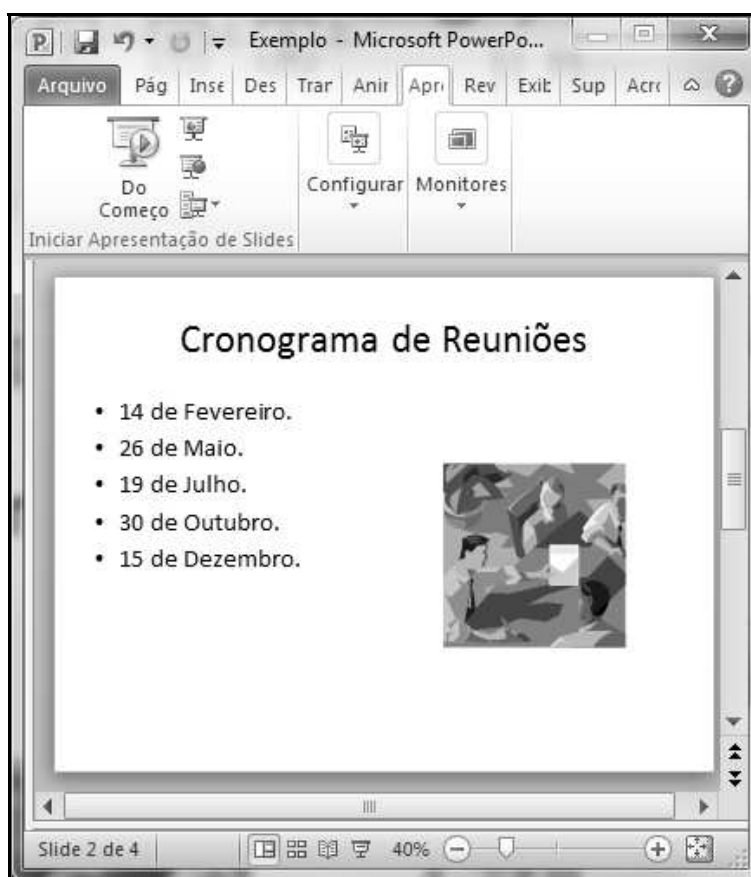 Exemplo - Microsoft PowerPo...
Arquivo Pág Inse Des Trar Anir Apre Rev Exib Sup Acro
Do
Começo
Configurar Monitores
Iniciar Apresentação de Slides
Cronograma de Reuniões
• 14 de Fevereiro.
• 26 de Maio.
• 19 de Julho.
• 30 de Outubro.
• 15 de Dezembro.
Slide 2 de 4 40%